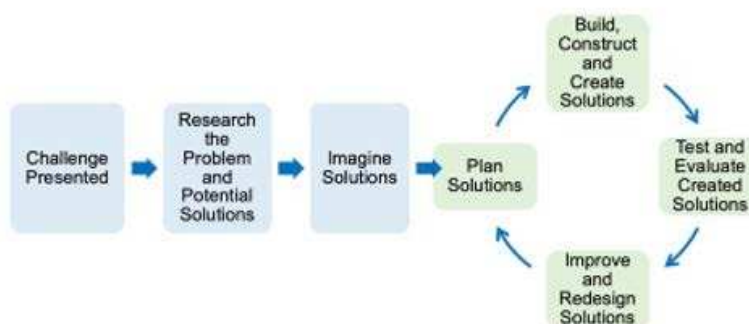 Challenge
Presented
Research
the
Problem
and
Potential
Solutions
Imagine
Solutions
Plan
Solutions
Build,
Construct
and
Create
Solutions
Test and
Evaluate
Created
Solutions
Improve
and
Redesign
Solutions